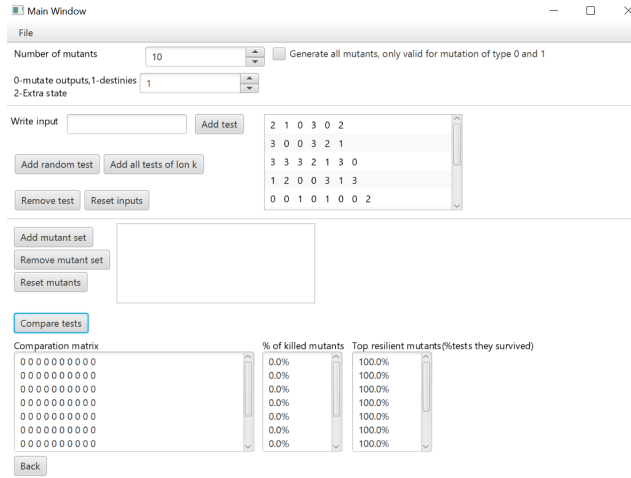 Main Window
File
Number of mutants
10
Generate all mutants, only valid for mutation of type 0 and 1
0-mutate outputs,1-destinies
2-Extra state
1
Write input
Add test
2 1 0 3 0 2
3 0 0 3 2 1
3 3 3 2 1 3 0
1 2 0 0 3 1 3
0 0 1 0 1 0 0 2
Add random test
Add all tests of lon k
Remove test
Reset inputs
Add mutant set
Remove mutant set
Reset mutants
Compare tests
Comparation matrix
% of killed mutants
Top resilient mutants(%tests they survived)
0 0 0 0 0 0 0 0 0 0
0.0%
100.0%
0 0 0 0 0 0 0 0 0 0
0.0%
100.0%
0 0 0 0 0 0 0 0 0 0
0.0%
100.0%
0 0 0 0 0 0 0 0 0 0
0.0%
100.0%
0 0 0 0 0 0 0 0 0 0
0.0%
100.0%
0 0 0 0 0 0 0 0 0 0
0.0%
100.0%
0 0 0 0 0 0 0 0 0 0
0.0%
100.0%
Back